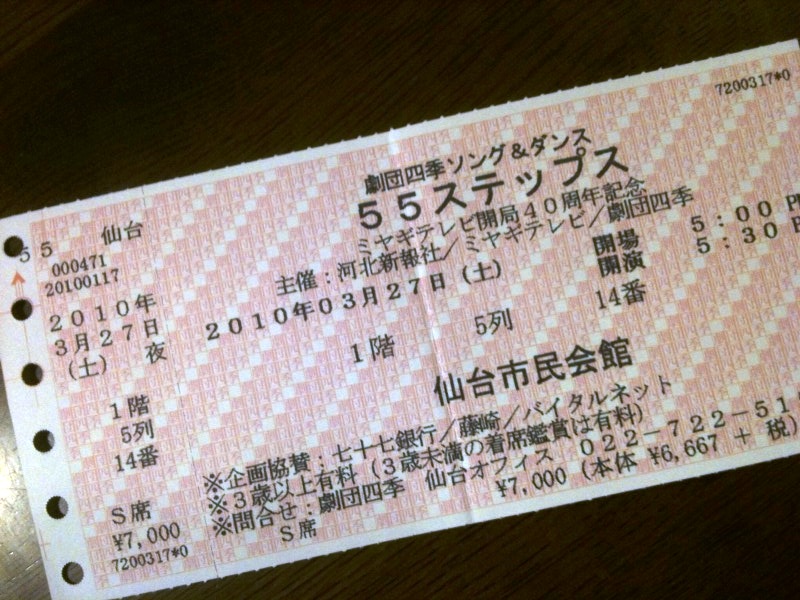 7200317*0
劇団四季ソング&ダンス
55ステップス
ミヤギテレビ開局40周年記念
主催:河北新報社/ミヤギテレビ/劇団四季
2010年03月27日(土)
開場 5:00
開演 5:30
1階 5列 14番
仙台市民会館
※企画協賛:七十七銀行/藤崎/バイタルネット
※3歳以上有料(3歳未満の着席鑑賞は有料)
※問合せ:劇団四季 仙台オフィス 022-722-51
S席 ¥7,000 (本体 ¥6,667 + 税)
55 仙台
000471
20100117
2010年
3月27日
(土) 夜
1階
5列
14番
S席
¥7,000
7200317*0